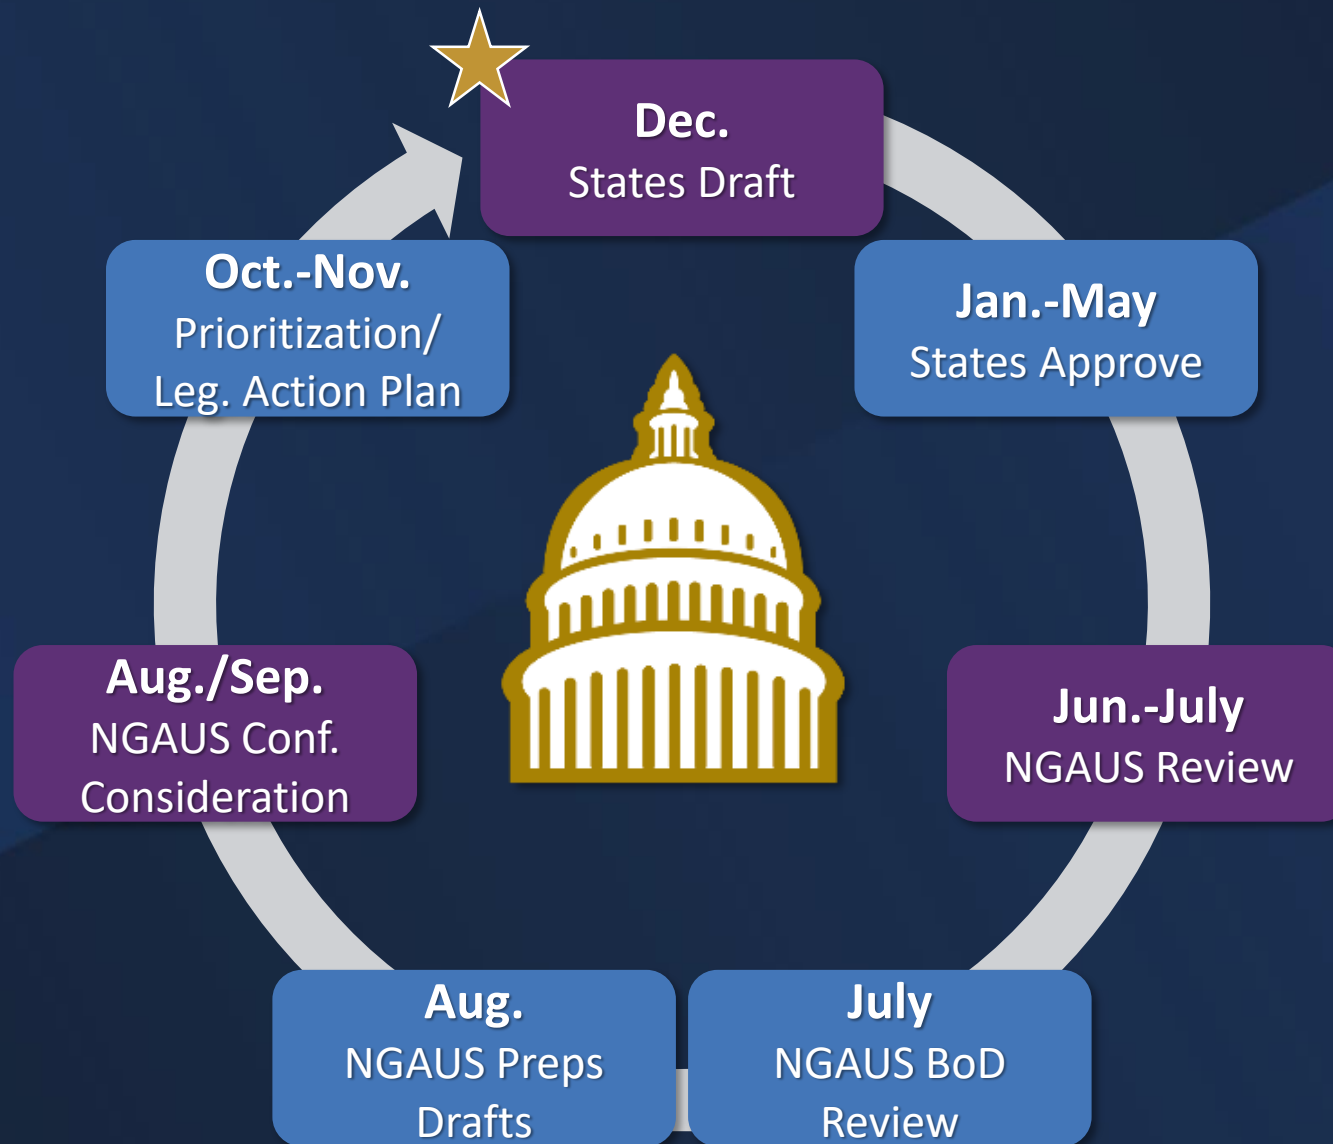 Dec.
States Draft
Jan.-May
States Approve
Jun.-July
NGAUS Review
July
NGAUS BoD
Review
Aug.
NGAUS Preps
Drafts
Aug./Sep.
NGAUS Conf.
Consideration
Oct.-Nov.
Prioritization/
Leg. Action Plan